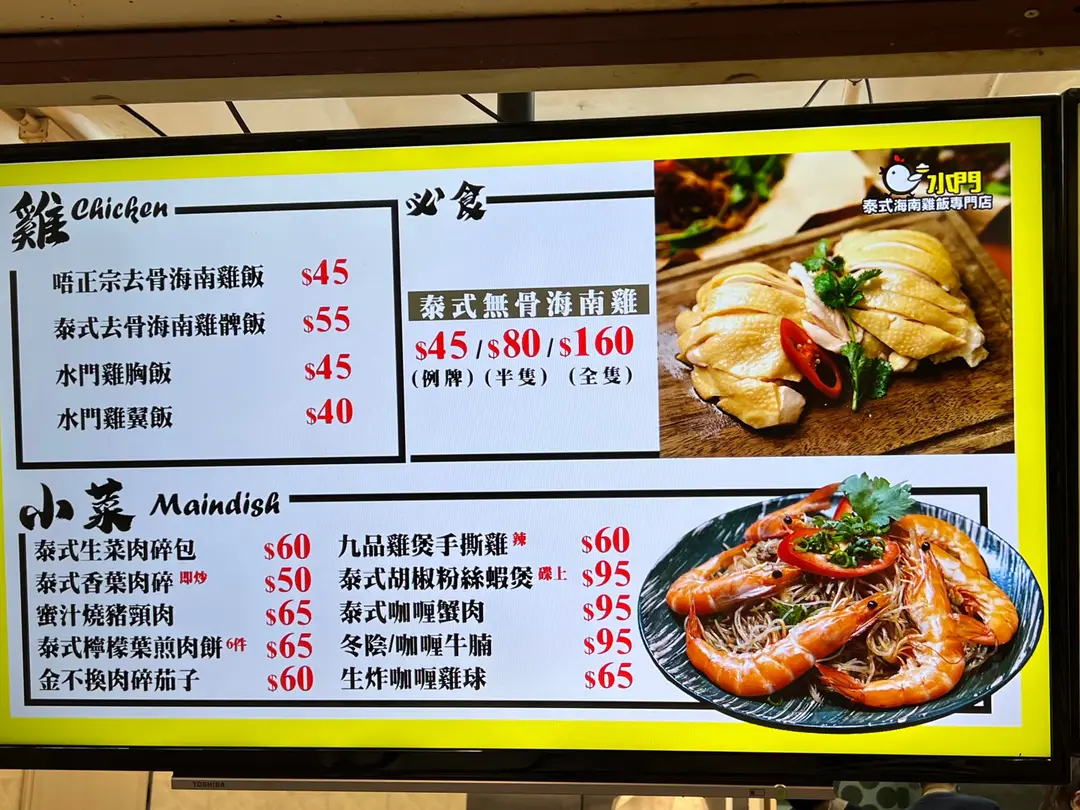 雞 Chicken
唔正宗去骨海南雞飯 $45
泰式去骨海南雞髀飯 $55
水門雞胸飯 $45
水門雞翼飯 $40
必食
泰式無骨海南雞
$45/$80/$160
(例牌) (半隻) (全隻)
水門
泰式海南雞飯專門店
小菜 Maindish
泰式生菜肉碎包 $60
泰式香葉肉碎 即炒 $50
蜜汁燒豬頸肉 $65
泰式檸檬葉煎肉餅 6件 $65
金不換肉碎茄子 $60
九品雞煲手撕雞 辣 $60
泰式胡椒粉絲蝦煲 碟上 $95
泰式咖喱蟹肉 $95
冬陰/咖喱牛腩 $95
生炸咖喱雞球 $65
TOSHIBA